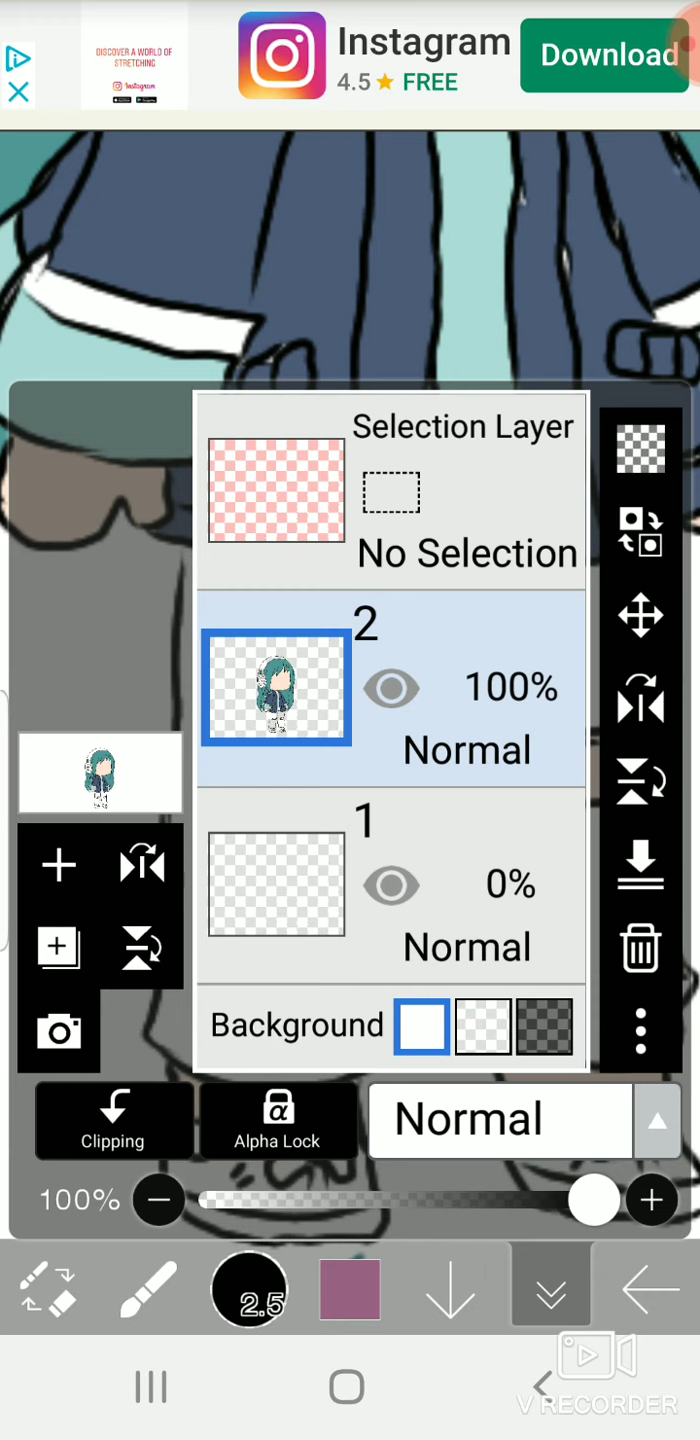 DISCOVER A WORLD OF
STRETCHING
Instagram
Instagram
4.5 ★ FREE
Download
Selection Layer
No Selection
2
100%
Normal
1
0%
Normal
Background
Clipping
α
Alpha Lock
Normal
100%
2.5
V RECORDER